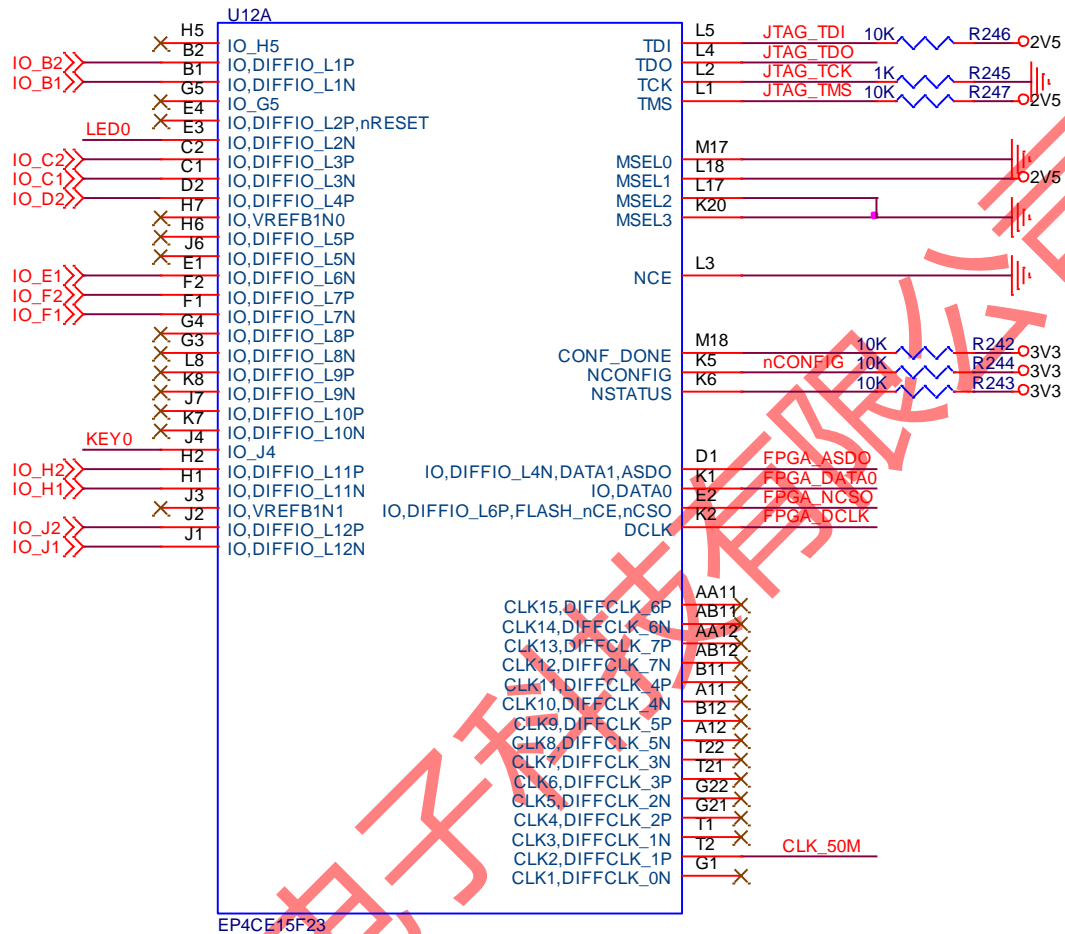 U12A
H5 IO_H5
IO_B2 B2 IO,DIFFIO_L1P
IO_B1 B1 IO,DIFFIO_L1N
G5 IO_G5
E4 IO,DIFFIO_L2P,nRESET
LED0 E3 IO,DIFFIO_L2N
IO_C2 C2 IO,DIFFIO_L3P
IO_C1 C1 IO,DIFFIO_L3N
IO_D2 D2 IO,DIFFIO_L4P
H7 IO,VREFB1N0
H6 IO,DIFFIO_L5P
J6 IO,DIFFIO_L5N
IO_E1 E1 IO,DIFFIO_L6N
IO_F2 F2 IO,DIFFIO_L7P
IO_F1 F1 IO,DIFFIO_L7N
G4 IO,DIFFIO_L8P
G3 IO,DIFFIO_L8N
L8 IO,DIFFIO_L9P
K8 IO,DIFFIO_L9N
J7 IO,DIFFIO_L10P
K7 IO,DIFFIO_L10N
KEY0 J4 IO_J4
IO_H2 H2 IO,DIFFIO_L11P
IO_H1 H1 IO,DIFFIO_L11N
J3 IO,VREFB1N1
IO_J2 J2 IO,DIFFIO_L12P
IO_J1 J1 IO,DIFFIO_L12N
TDI L5 JTAG_TDI 10K R246 2V5
TDO L4 JTAG_TDO
TCK L2 JTAG_TCK 1K R245
TMS L1 JTAG_TMS 10K R247 2V5
MSEL0 M17
MSEL1 L18 2V5
MSEL2 L17
MSEL3 K20
NCE L3
CONF_DONE M18 10K R242 3V3
NCONFIG K5 nCONFIG 10K R244 3V3
NSTATUS K6 10K R243 3V3
IO,DIFFIO_L4N,DATA1,ASDO D1 FPGA_ASDO
IO,DATA0 K1 FPGA_DATA0
IO,DIFFIO_L6P,FLASH_nCE,nCSO E2 FPGA_NCSO
DCLK K2 FPGA_DCLK
CLK15,DIFFCLK_6P AA11
CLK14,DIFFCLK_6N AB11
CLK13,DIFFCLK_7P AA12
CLK12,DIFFCLK_7N AB12
CLK11,DIFFCLK_4P B11
CLK10,DIFFCLK_4N A11
CLK9,DIFFCLK_5P B12
CLK8,DIFFCLK_5N A12
CLK7,DIFFCLK_3N T22
CLK6,DIFFCLK_3P T21
CLK5,DIFFCLK_2N G22
CLK4,DIFFCLK_2P G21
CLK3,DIFFCLK_1N T1
CLK2,DIFFCLK_1P T2 CLK_50M
CLK1,DIFFCLK_0N G1
EP4CE15F23
电子科技有限公司